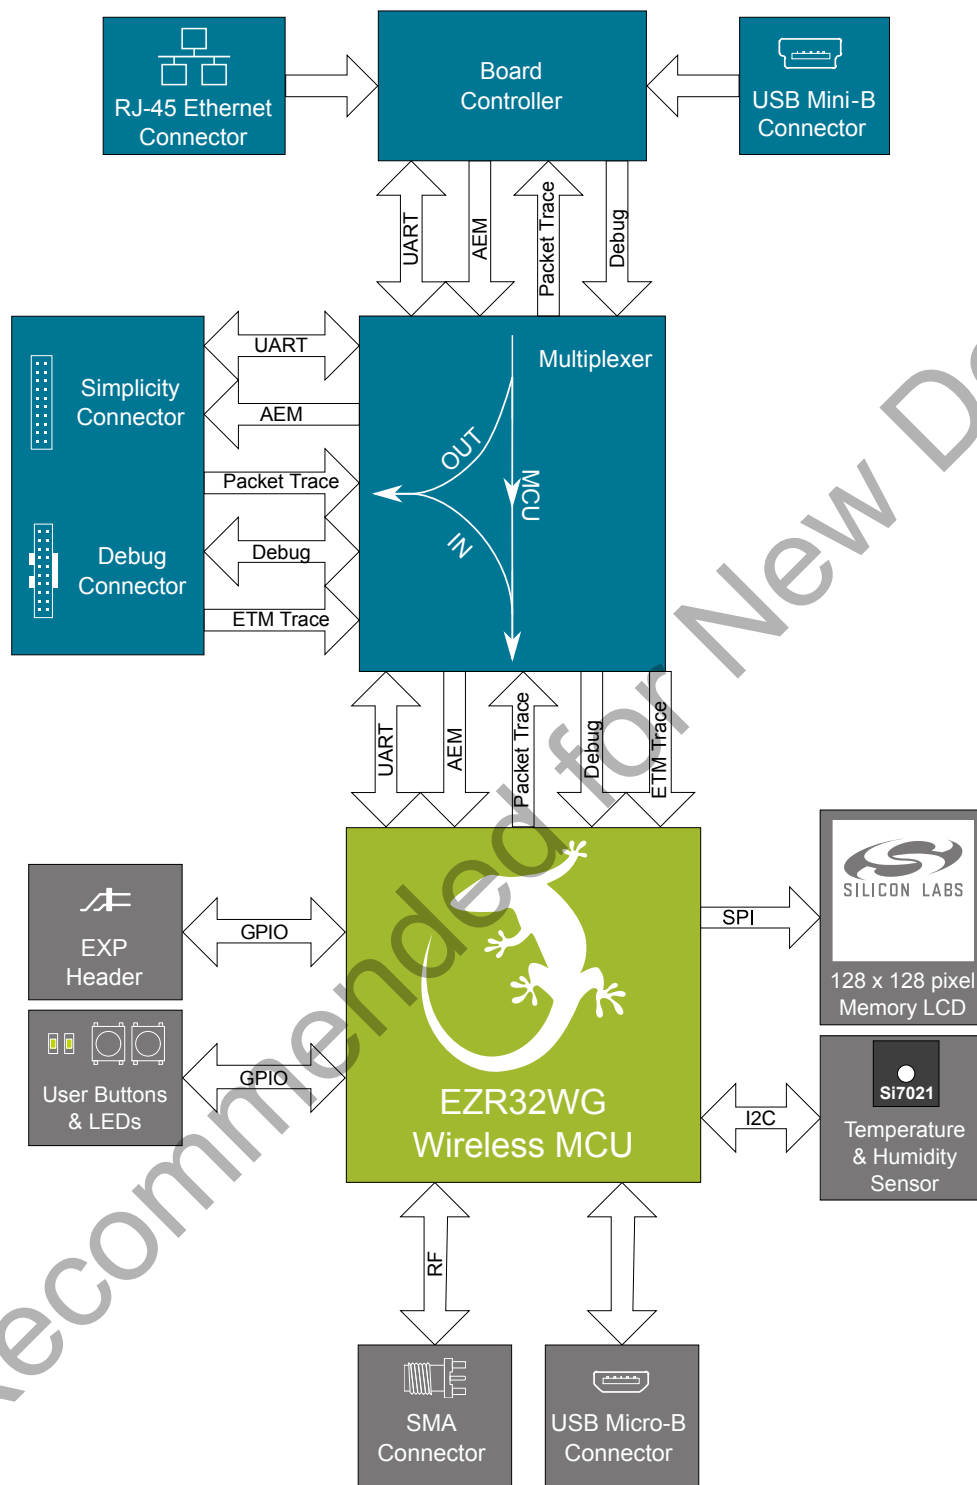 RJ-45 Ethernet
Connector
Board
Controller
USB Mini-B
Connector
UART
AEM
Packet Trace
Debug
Simplicity
Connector
Debug
Connector
UART
AEM
Packet Trace
Debug
ETM Trace
Multiplexer
OUT
MCU
IN
UART
AEM
Packet Trace
Debug
ETM Trace
EXP
Header
GPIO
User Buttons
& LEDs
GPIO
EZR32WG
Wireless MCU
SPI
SILICON LABS
128 x 128 pixel
Memory LCD
I2C
Si7021
Temperature
& Humidity
Sensor
RF
SMA
Connector
USB Micro-B
Connector
Recommended for New De